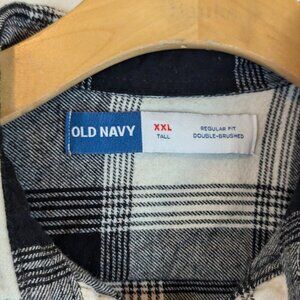 OLD NAVY
XXL
TALL
REGULAR FIT
DOUBLE-BRUSHED